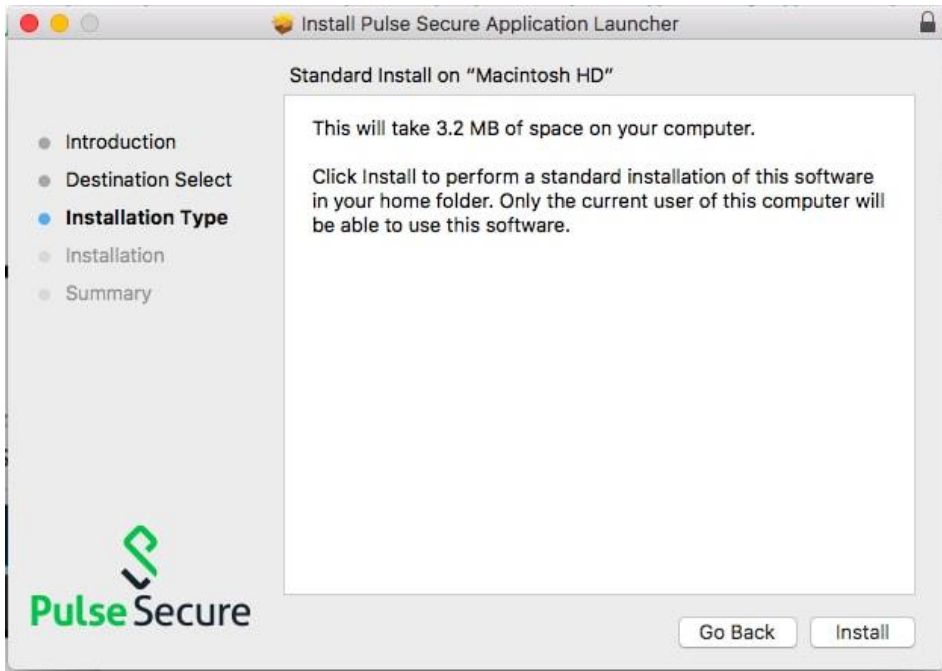 Install Pulse Secure Application Launcher
Standard Install on “Macintosh HD”
Introduction
Destination Select
Installation Type
Installation
Summary
This will take 3.2 MB of space on your computer.
Click Install to perform a standard installation of this software
in your home folder. Only the current user of this computer will
be able to use this software.
Pulse Secure
Go Back
Install